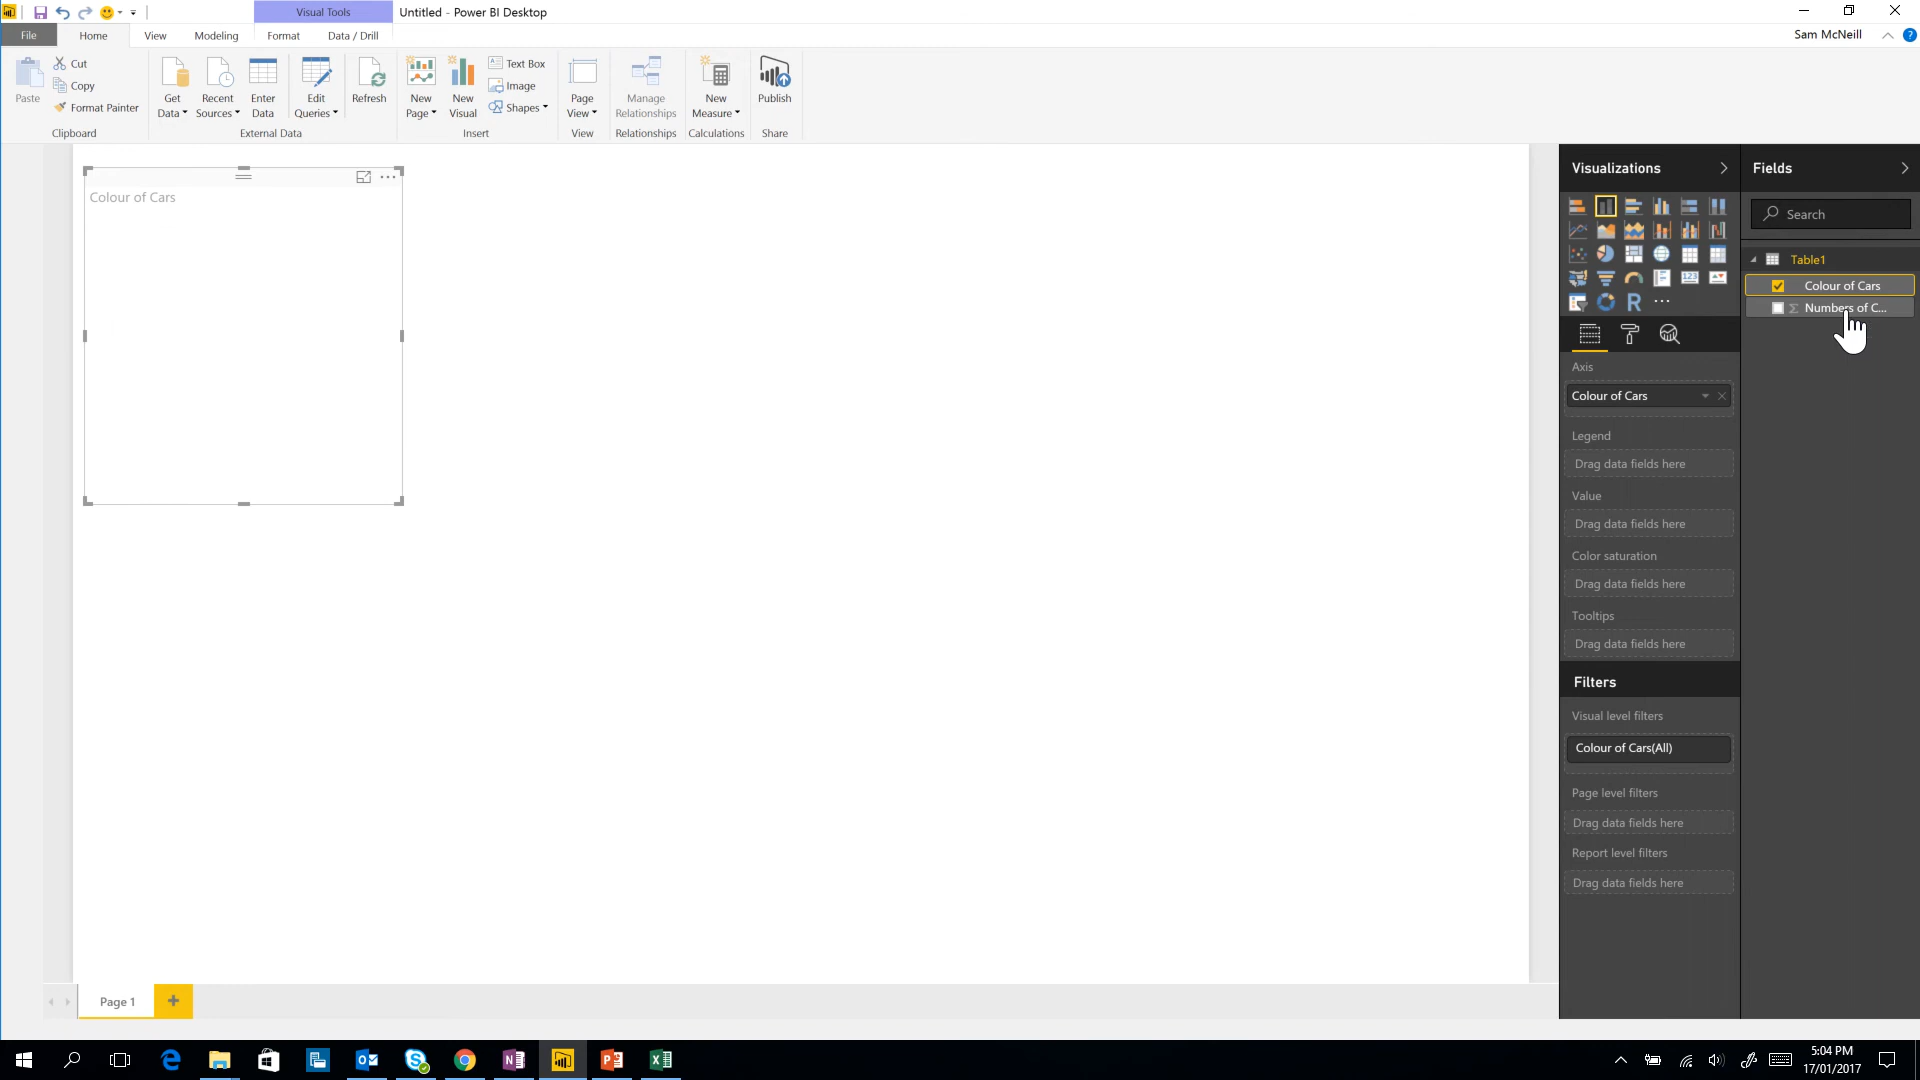 Visual Tools
Untitled - Power BI Desktop
File
Home
View
Modeling
Format
Data / Drill
Sam McNeill
?
Paste
Cut
Copy
Format Painter
Clipboard
Get Data
Recent Sources
Enter Data
Edit Queries
Refresh
External Data
New Page
New Visual
Text Box
Image
Shapes
Insert
Page View
View
Manage Relationships
Relationships
New Measure
Calculations
Publish
Share
Colour of Cars
Visualizations
R
123
Axis
Colour of Cars
Legend
Drag data fields here
Value
Drag data fields here
Color saturation
Drag data fields here
Tooltips
Drag data fields here
Filters
Visual level filters
Colour of Cars(All)
Page level filters
Drag data fields here
Report level filters
Drag data fields here
Fields
Search
Table1
Colour of Cars
Σ Numbers of C...
Page 1
+
5:04 PM
17/01/2017